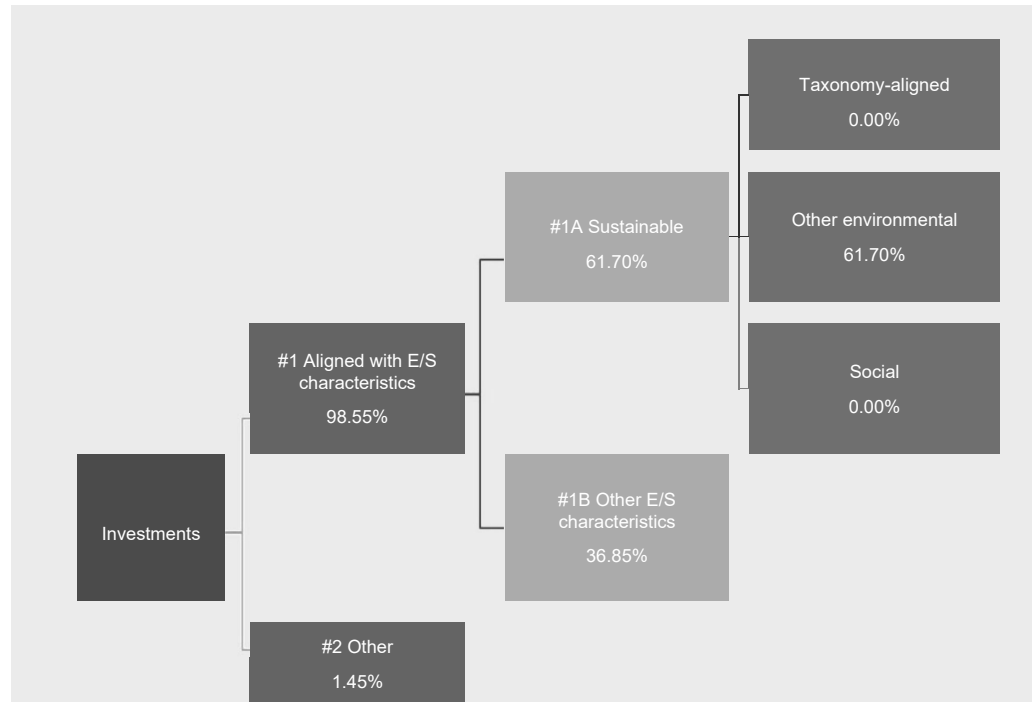 Investments
#1 Aligned with E/S
characteristics
98.55%
#2 Other
1.45%
#1A Sustainable
61.70%
#1B Other E/S
characteristics
36.85%
Taxonomy-aligned
0.00%
Other environmental
61.70%
Social
0.00%